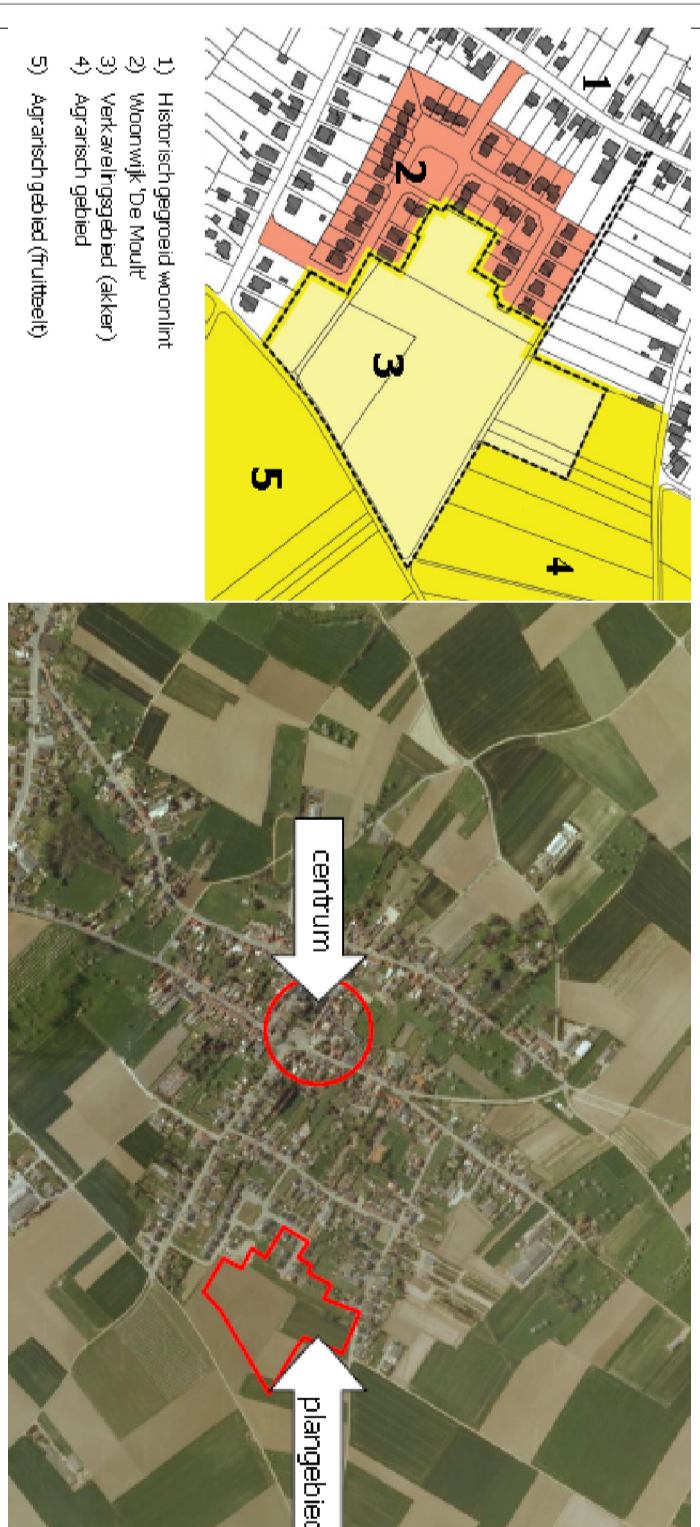 1
2
3
4
5
1) Historisch gegroeid woonlint
2) Woonwijk 'De Moult'
3) Verkavelingsgebied (akker)
4) Agrarisch gebied
5) Agrarisch gebied (fruitteelt)
centrum
plangebied